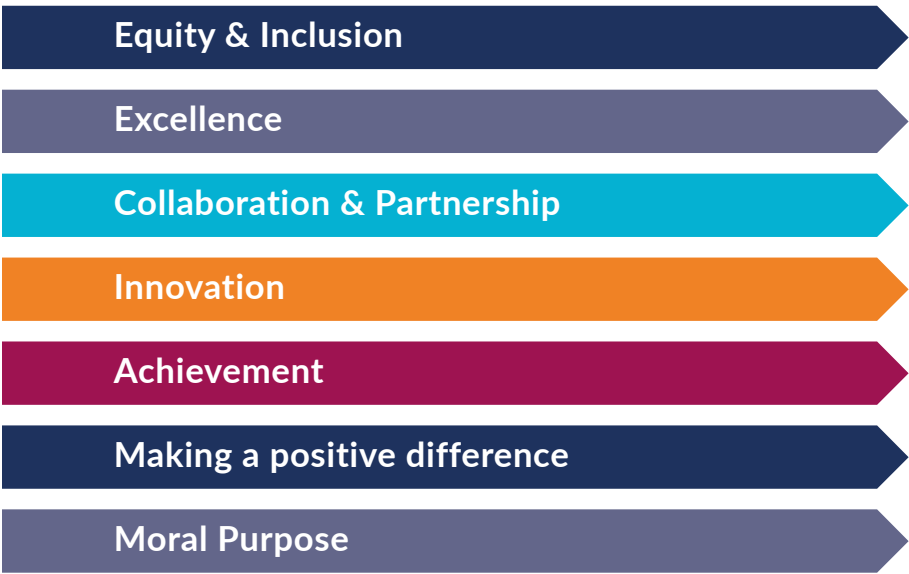 Equity & Inclusion
Excellence
Collaboration & Partnership
Innovation
Achievement
Making a positive difference
Moral Purpose